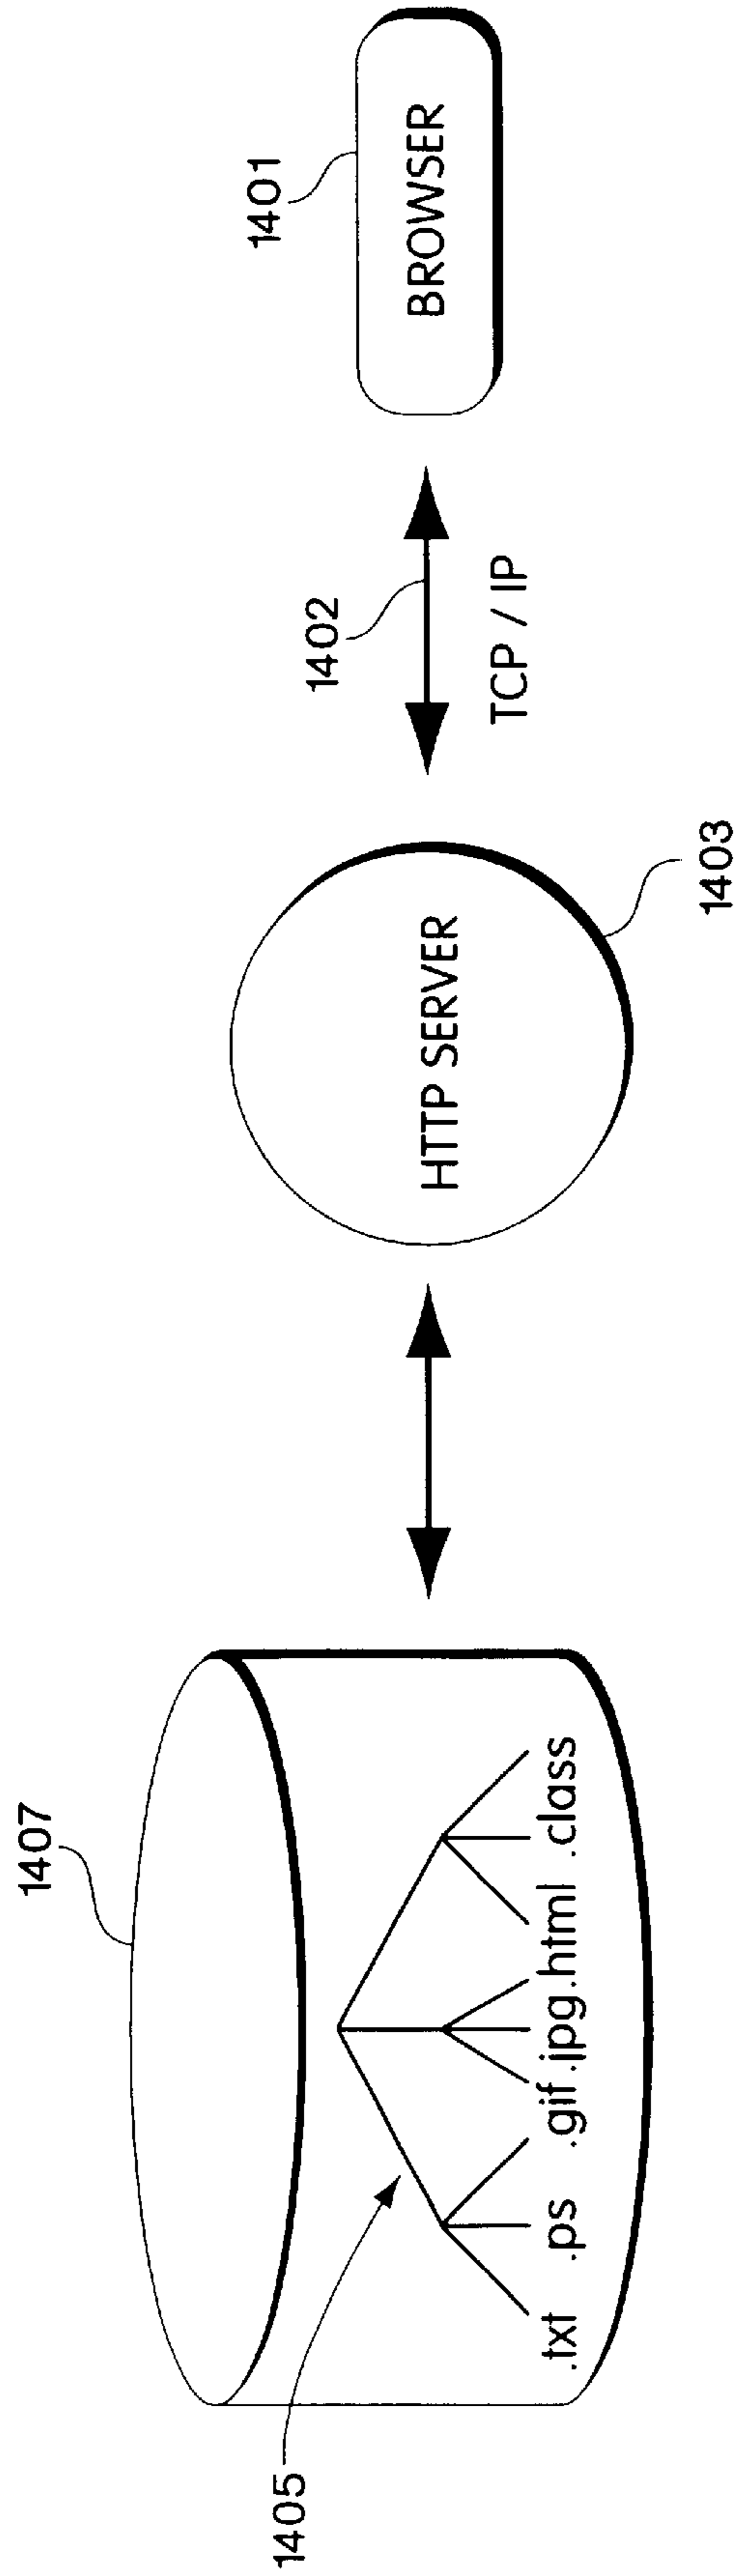 1407
1405
.txt .ps .gif .jpg .html .class
HTTP SERVER
1403
1402
TCP / IP
1401
BROWSER